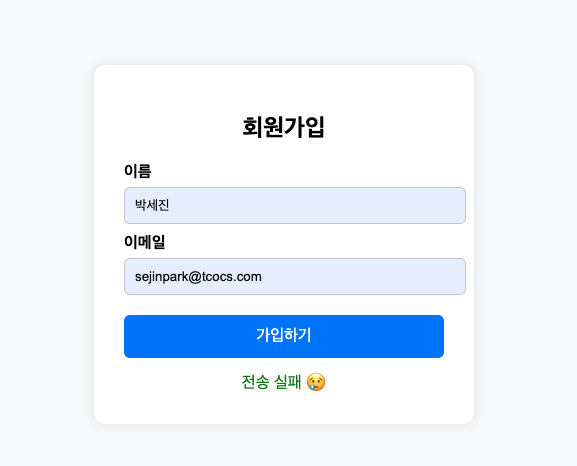 회원가입
이름
박세진
이메일
sejinpark@tcocs.com
가입하기
전송 실패 😢